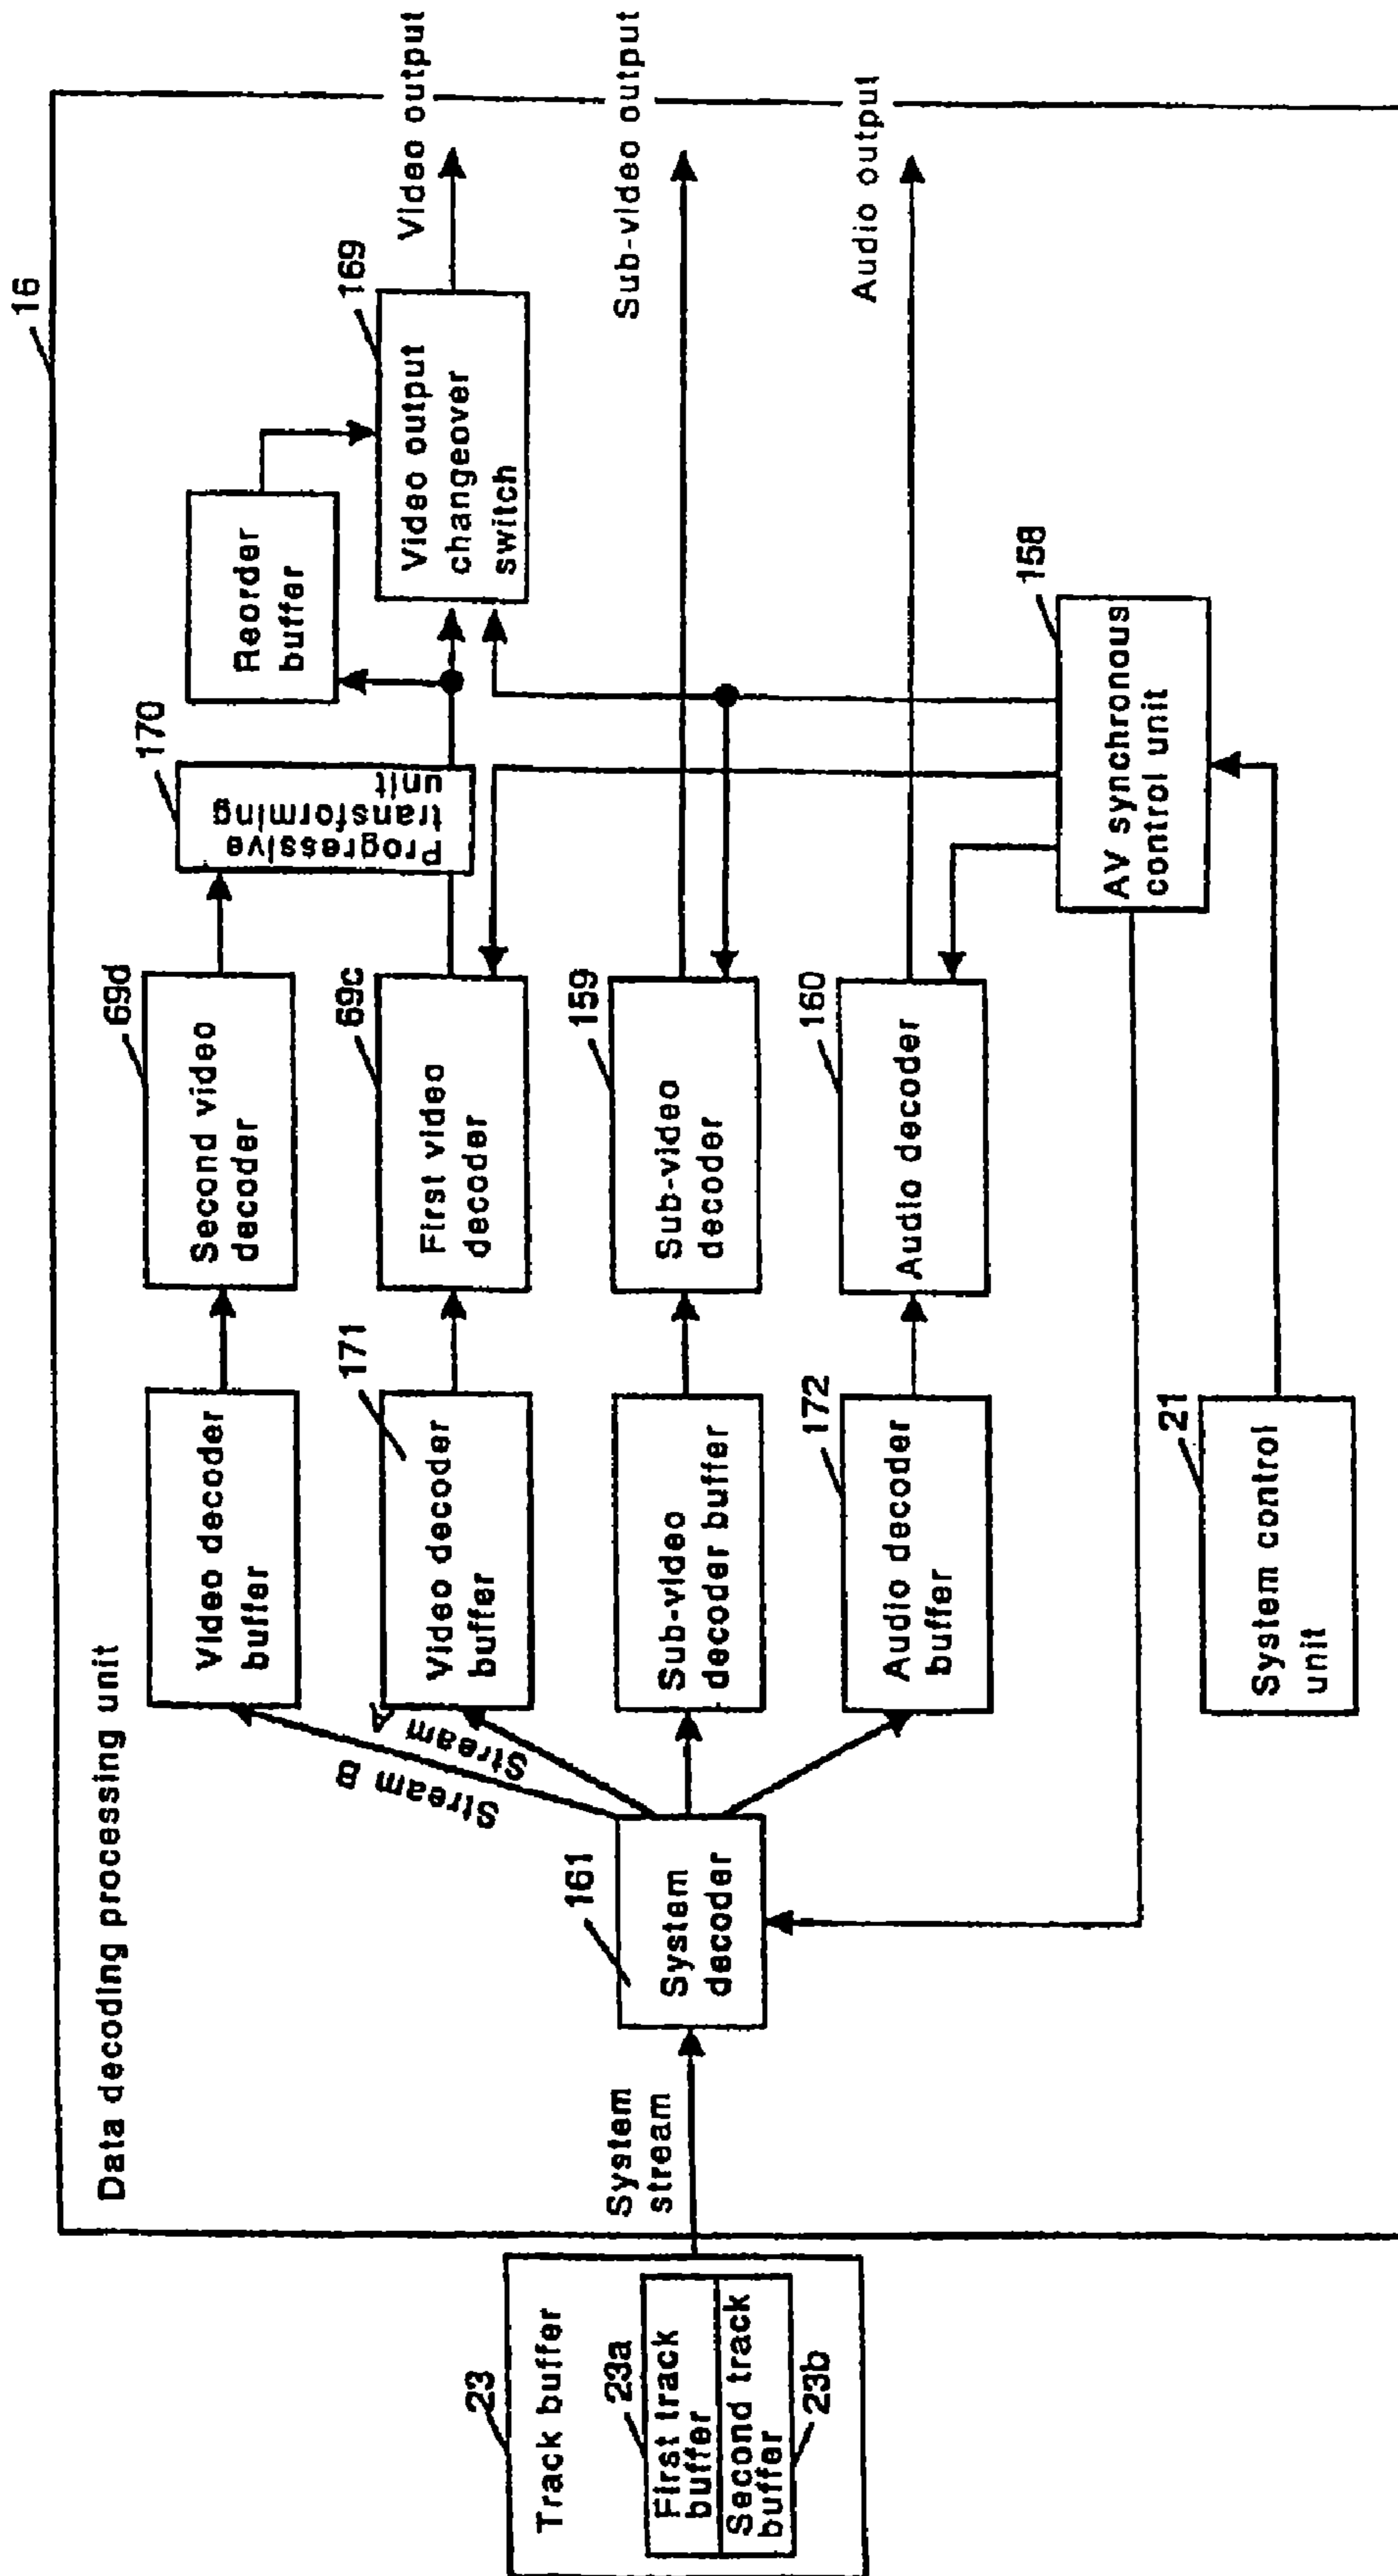 16
Data decoding processing unit
23
Track buffer
23a
First track
buffer
Second track
buffer
23b
System
stream
161
System
decoder
Stream B
Stream A
Video decoder
buffer
171
Video decoder
buffer
Sub-video
decoder buffer
172
Audio decoder
buffer
21
System control
unit
69d
Second video
decoder
69c
First video
decoder
159
Sub-video
decoder
160
Audio decoder
170
Progressive
transforming
unit
Reorder
buffer
169
Video output
changeover
switch
158
AV synchronous
control unit
Video output
Sub-video output
Audio output